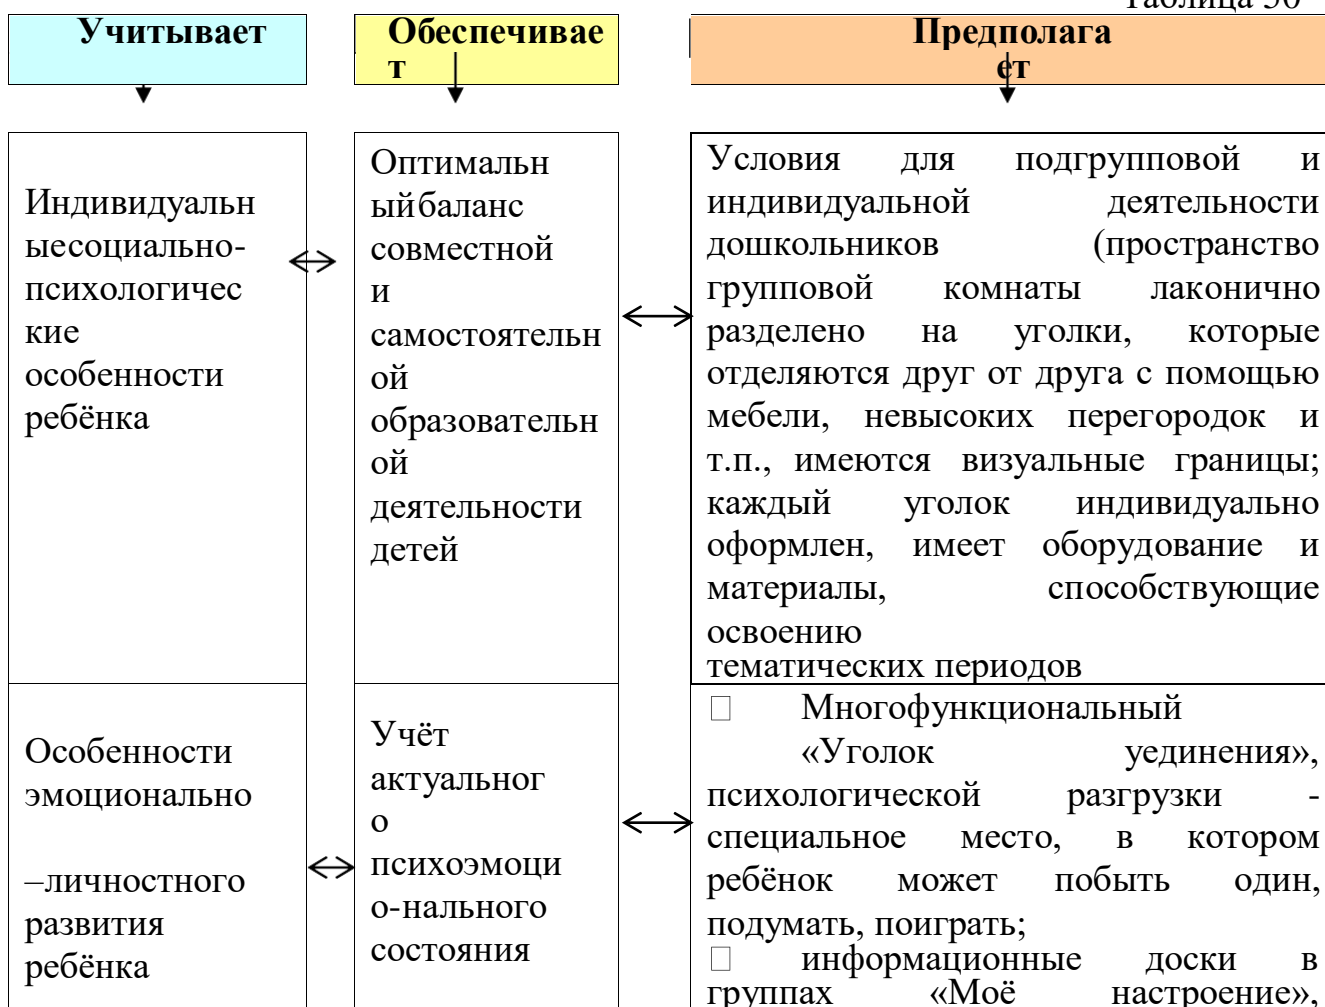 Таблица 50
Учитывает
Обеспечивае
т
Предполага
ет
Индивидуальн
ыесоциально-
психологичес
кие
особенности
ребёнка
Оптимальн
ыйбаланс
совместной
и
самостоятельн
ой
образовательн
ой
деятельности
детей
Условия для подгрупповой и
индивидуальной деятельности
дошкольников (пространство
групповой комнаты лаконично
разделено на уголки, которые
отделяются друг от друга с помощью
мебели, невысоких перегородок и
т.п., имеются визуальные границы;
каждый уголок индивидуально
оформлен, имеет оборудование и
материалы, способствующие
освоению
тематических периодов
Особенности
эмоционально
–личностного
развития
ребёнка
Учёт
актуальног
о
психоэмоци
о-нального
состояния
Многофункциональный
«Уголок уединения»,
психологической разгрузки -
специальное место, в котором
ребёнок может побыть один,
подумать, поиграть;
информационные доски в
группах «Моё настроение»,